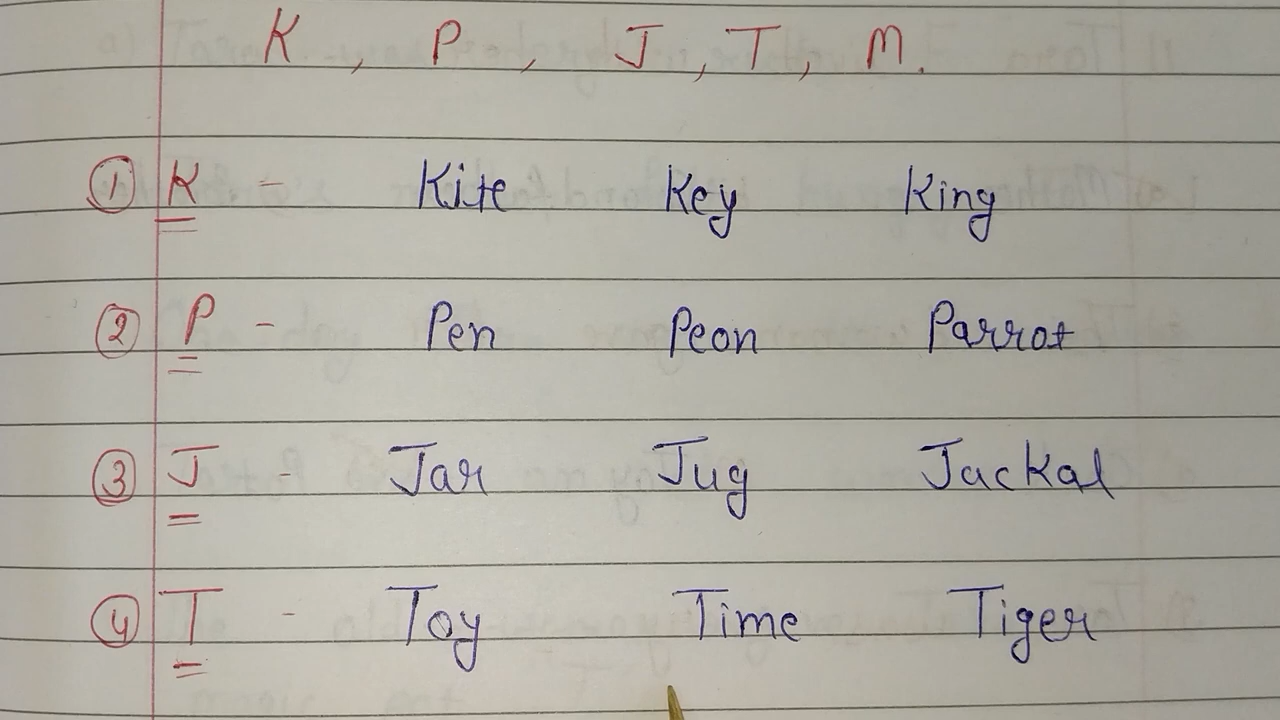 K , P , J , T , M .
① K - Kite Key King
② P - Pen Peon Parrot
③ J - Jar Jug Jackal
④ T - Toy Time Tiger